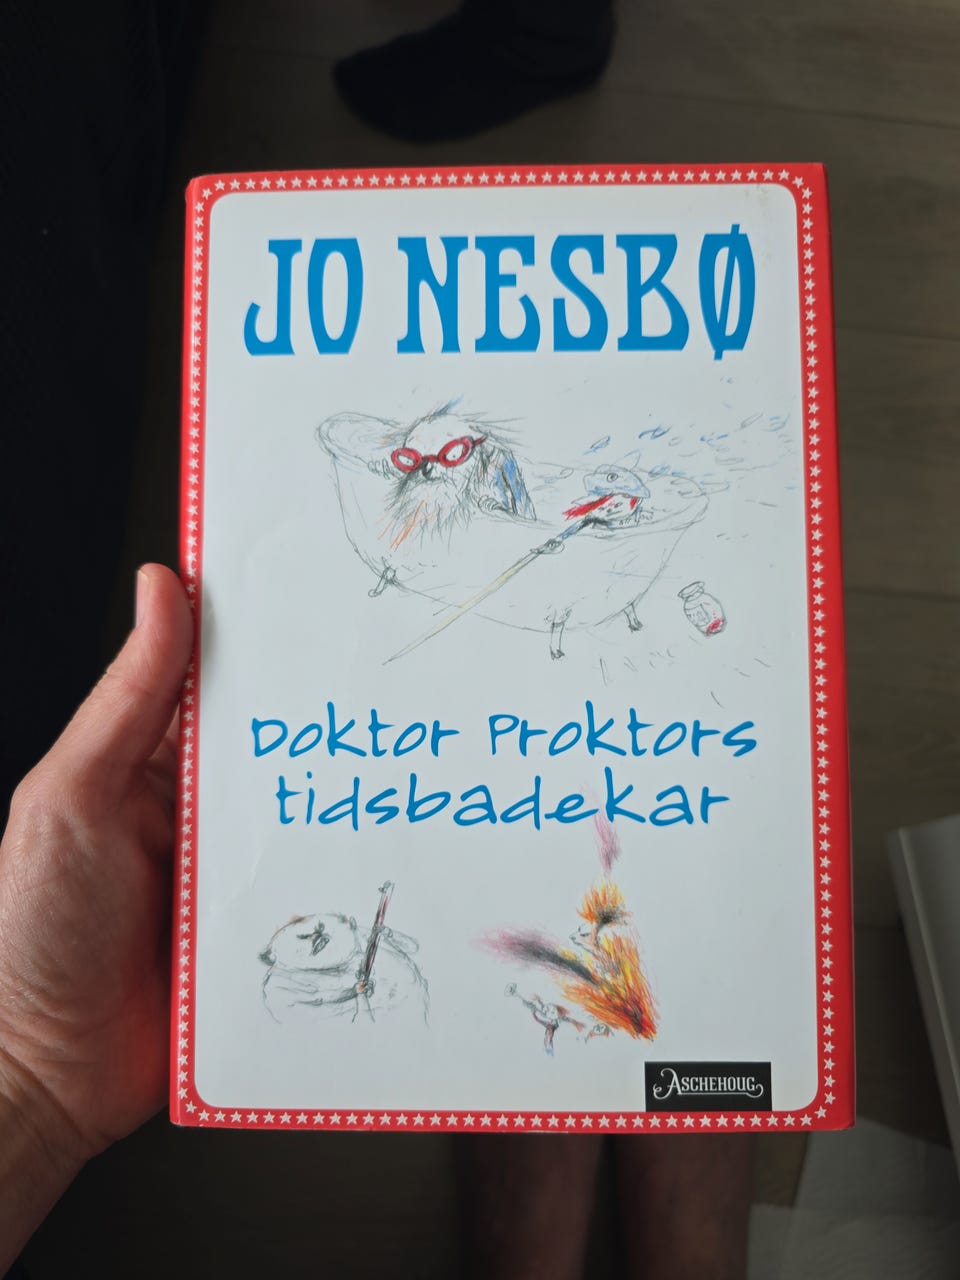 JO NESBØ
Doktor Proktors
tidsbadekar
ASCHEHOUG